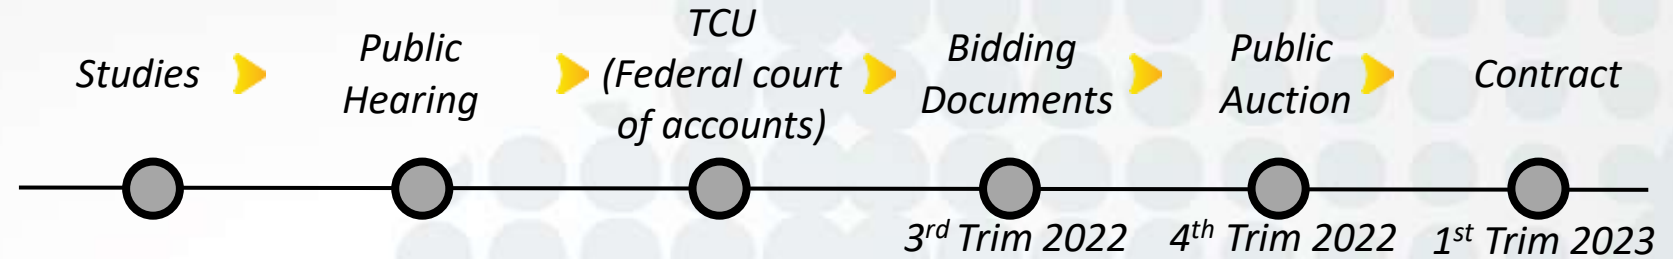 Studies
Public
Hearing
TCU
(Federal court
of accounts)
Bidding
Documents
Public
Auction
Contract
3rd Trim 2022
4th Trim 2022
1st Trim 2023